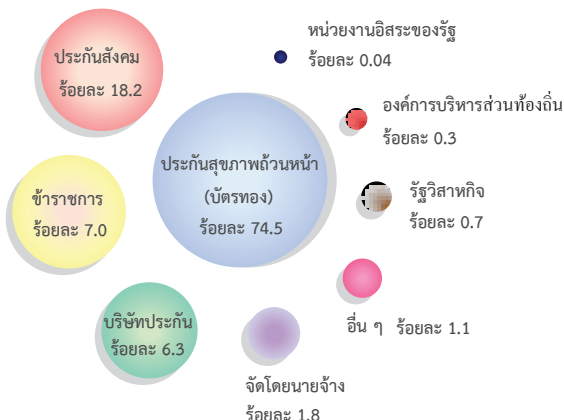 ประกันสังคม
ร้อยละ 18.2
หน่วยงานอิสระของรัฐ
ร้อยละ 0.04
องค์การบริหารส่วนท้องถิ่น
ร้อยละ 0.3
ประกันสุขภาพถ้วนหน้า
(บัตรทอง)
ร้อยละ 74.5
ข้าราชการ
ร้อยละ 7.0
รัฐวิสาหกิจ
ร้อยละ 0.7
บริษัทประกัน
ร้อยละ 6.3
อื่น ๆ ร้อยละ 1.1
จัดโดยนายจ้าง
ร้อยละ 1.8